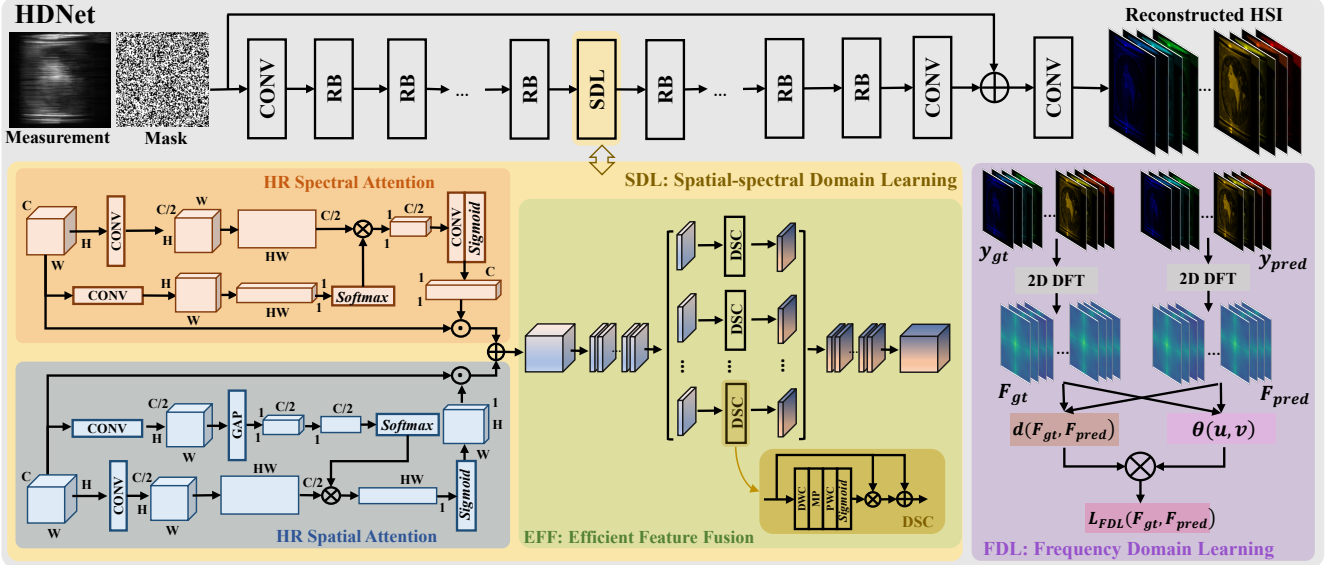 HDNet
Measurement
Mask
CONV
RB
RB
...
RB
SDL
RB
...
RB
RB
CONV
CONV
Reconstructed HSI
...
HR Spectral Attention
C
H
W
CONV
C/2
H
W
HW
C/2
1
1
C/2
CONV
Sigmoid
CONV
H
W
HW
1
1
Softmax
1
1
C
HR Spatial Attention
C
H
W
CONV
C/2
H
W
GAP
1
1
C/2
1
C/2
Softmax
1
H
W
CONV
C/2
H
W
HW
C/2
HW
1
Sigmoid
SDL: Spatial-spectral Domain Learning
...
DSC
DSC
...
...
...
DSC
...
DWC
MP
PWC
Sigmoid
DSC
EFF: Efficient Feature Fusion
...
...
y_gt
y_pred
2D DFT
2D DFT
...
...
F_gt
F_pred
d(F_gt, F_pred)
θ(u, v)
L_FDL(F_gt, F_pred)
FDL: Frequency Domain Learning